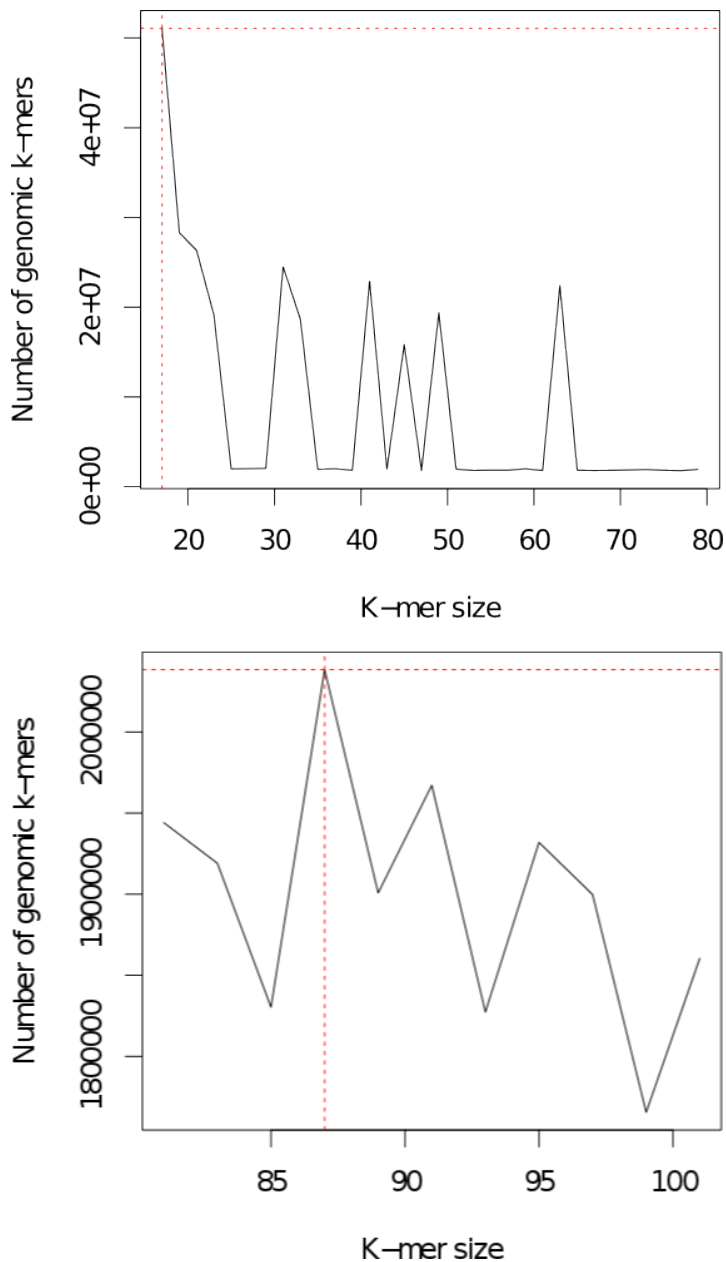 Number of genomic k−mers
4e+07
2e+07
0e+00
20 30 40 50 60 70 80
K−mer size
Number of genomic k−mers
2000000
1900000
1800000
85 90 95 100
K−mer size